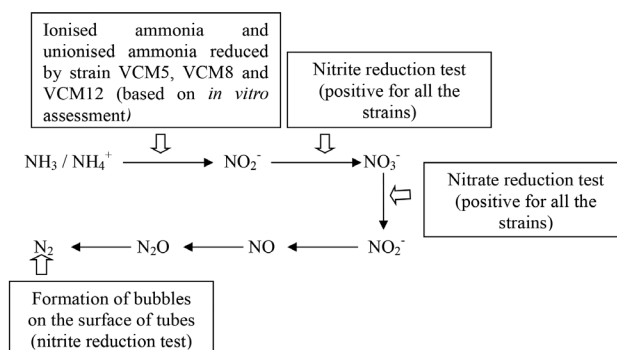 Ionised ammonia and
unionised ammonia reduced
by strain VCM5, VCM8 and
VCM12 (based on in vitro
assessment)
Nitrite reduction test
(positive for all the
strains)
NH₃ / NH₄⁺ NO₂⁻ NO₃⁻
Nitrate reduction test
(positive for all the
strains)
N₂ N₂O NO NO₂⁻
Formation of bubbles
on the surface of tubes
(nitrite reduction test)